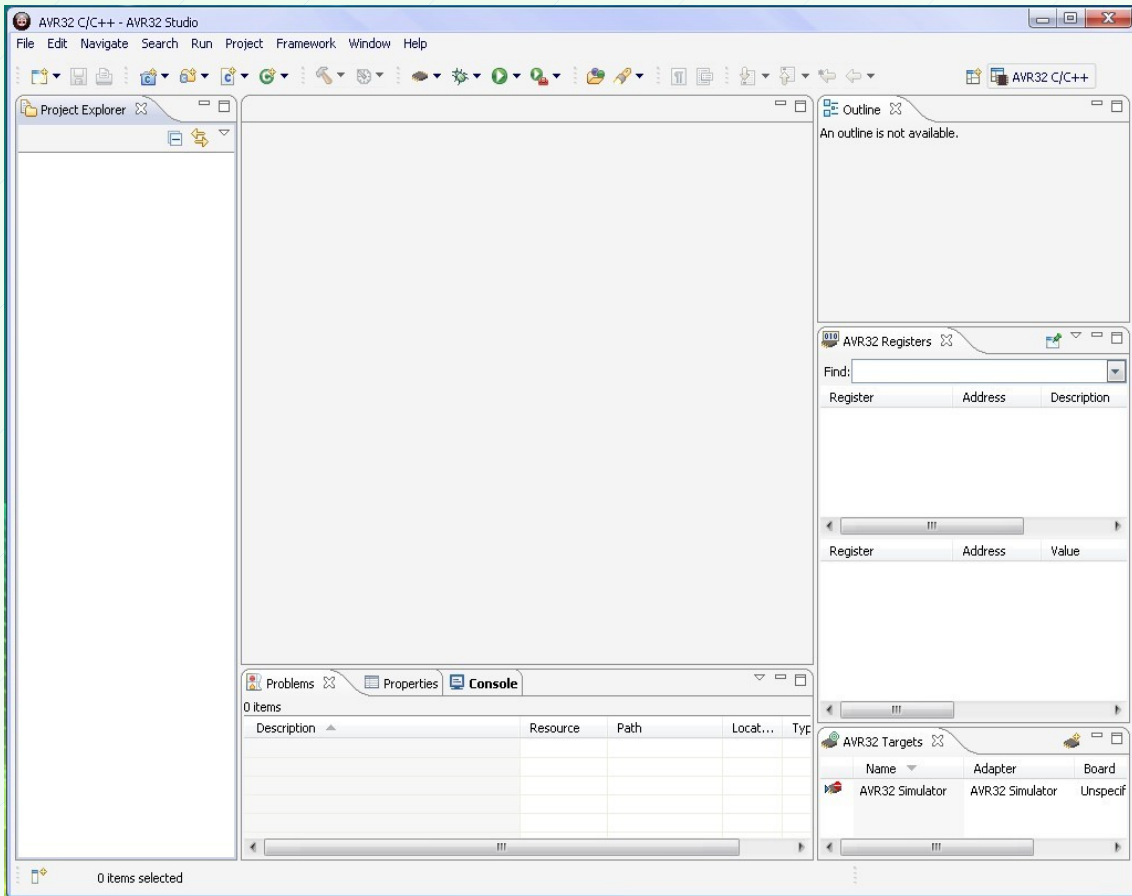 AVR32 C/C++ - AVR32 Studio
File Edit Navigate Search Run Project Framework Window Help
AVR32 C/C++
Project Explorer
Outline
An outline is not available.
AVR32 Registers
Find:
Register Address Description
Register Address Value
Problems Properties Console
0 items
Description Resource Path Locat... Typ
AVR32 Targets
Name Adapter Board
AVR32 Simulator AVR32 Simulator Unspecif
0 items selected